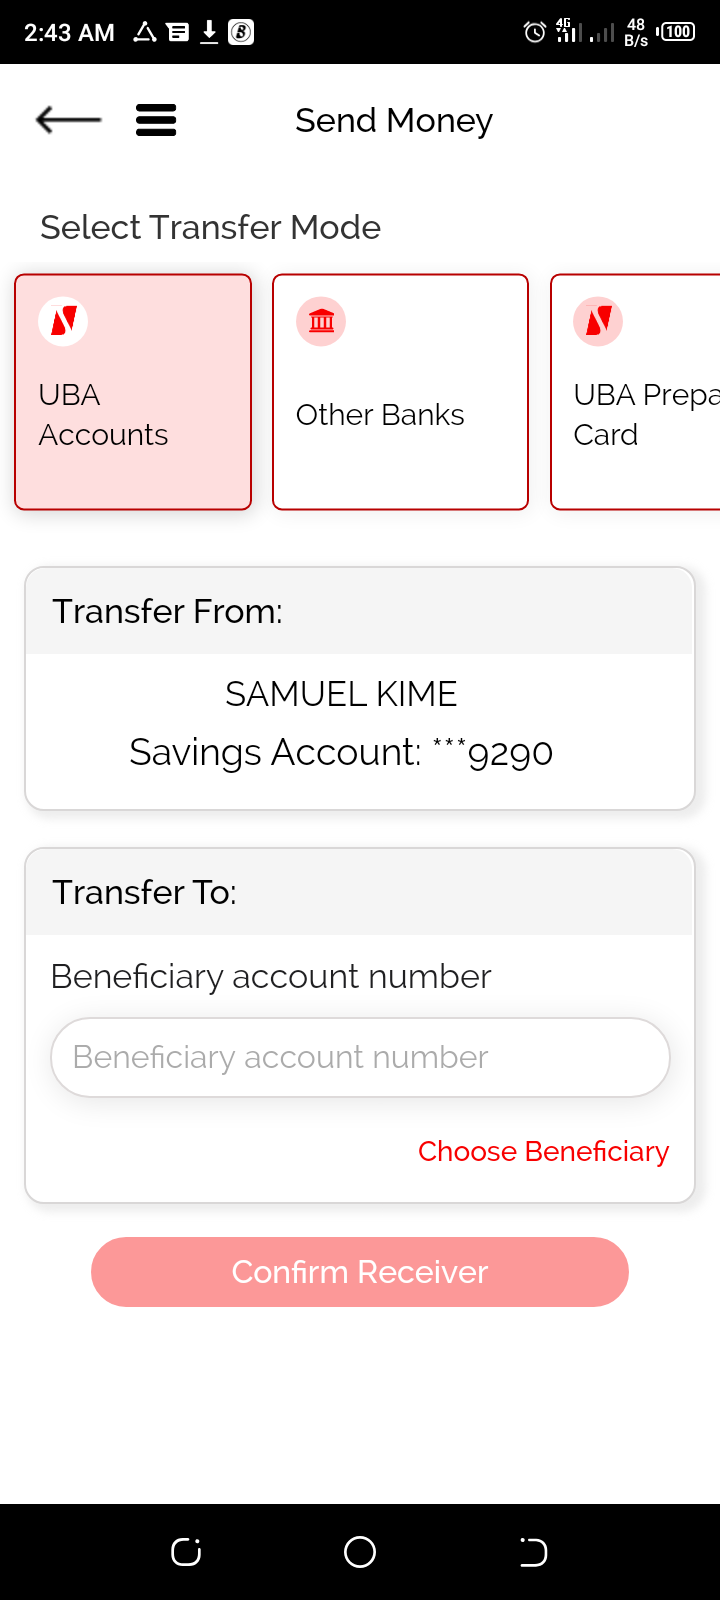 2:43 AM
4G
48
B/s
100
Send Money
Select Transfer Mode
UBA
Accounts
Other Banks
UBA Prepa
Card
Transfer From:
SAMUEL KIME
Savings Account: ***9290
Transfer To:
Beneficiary account number
Beneficiary account number
Choose Beneficiary
Confirm Receiver